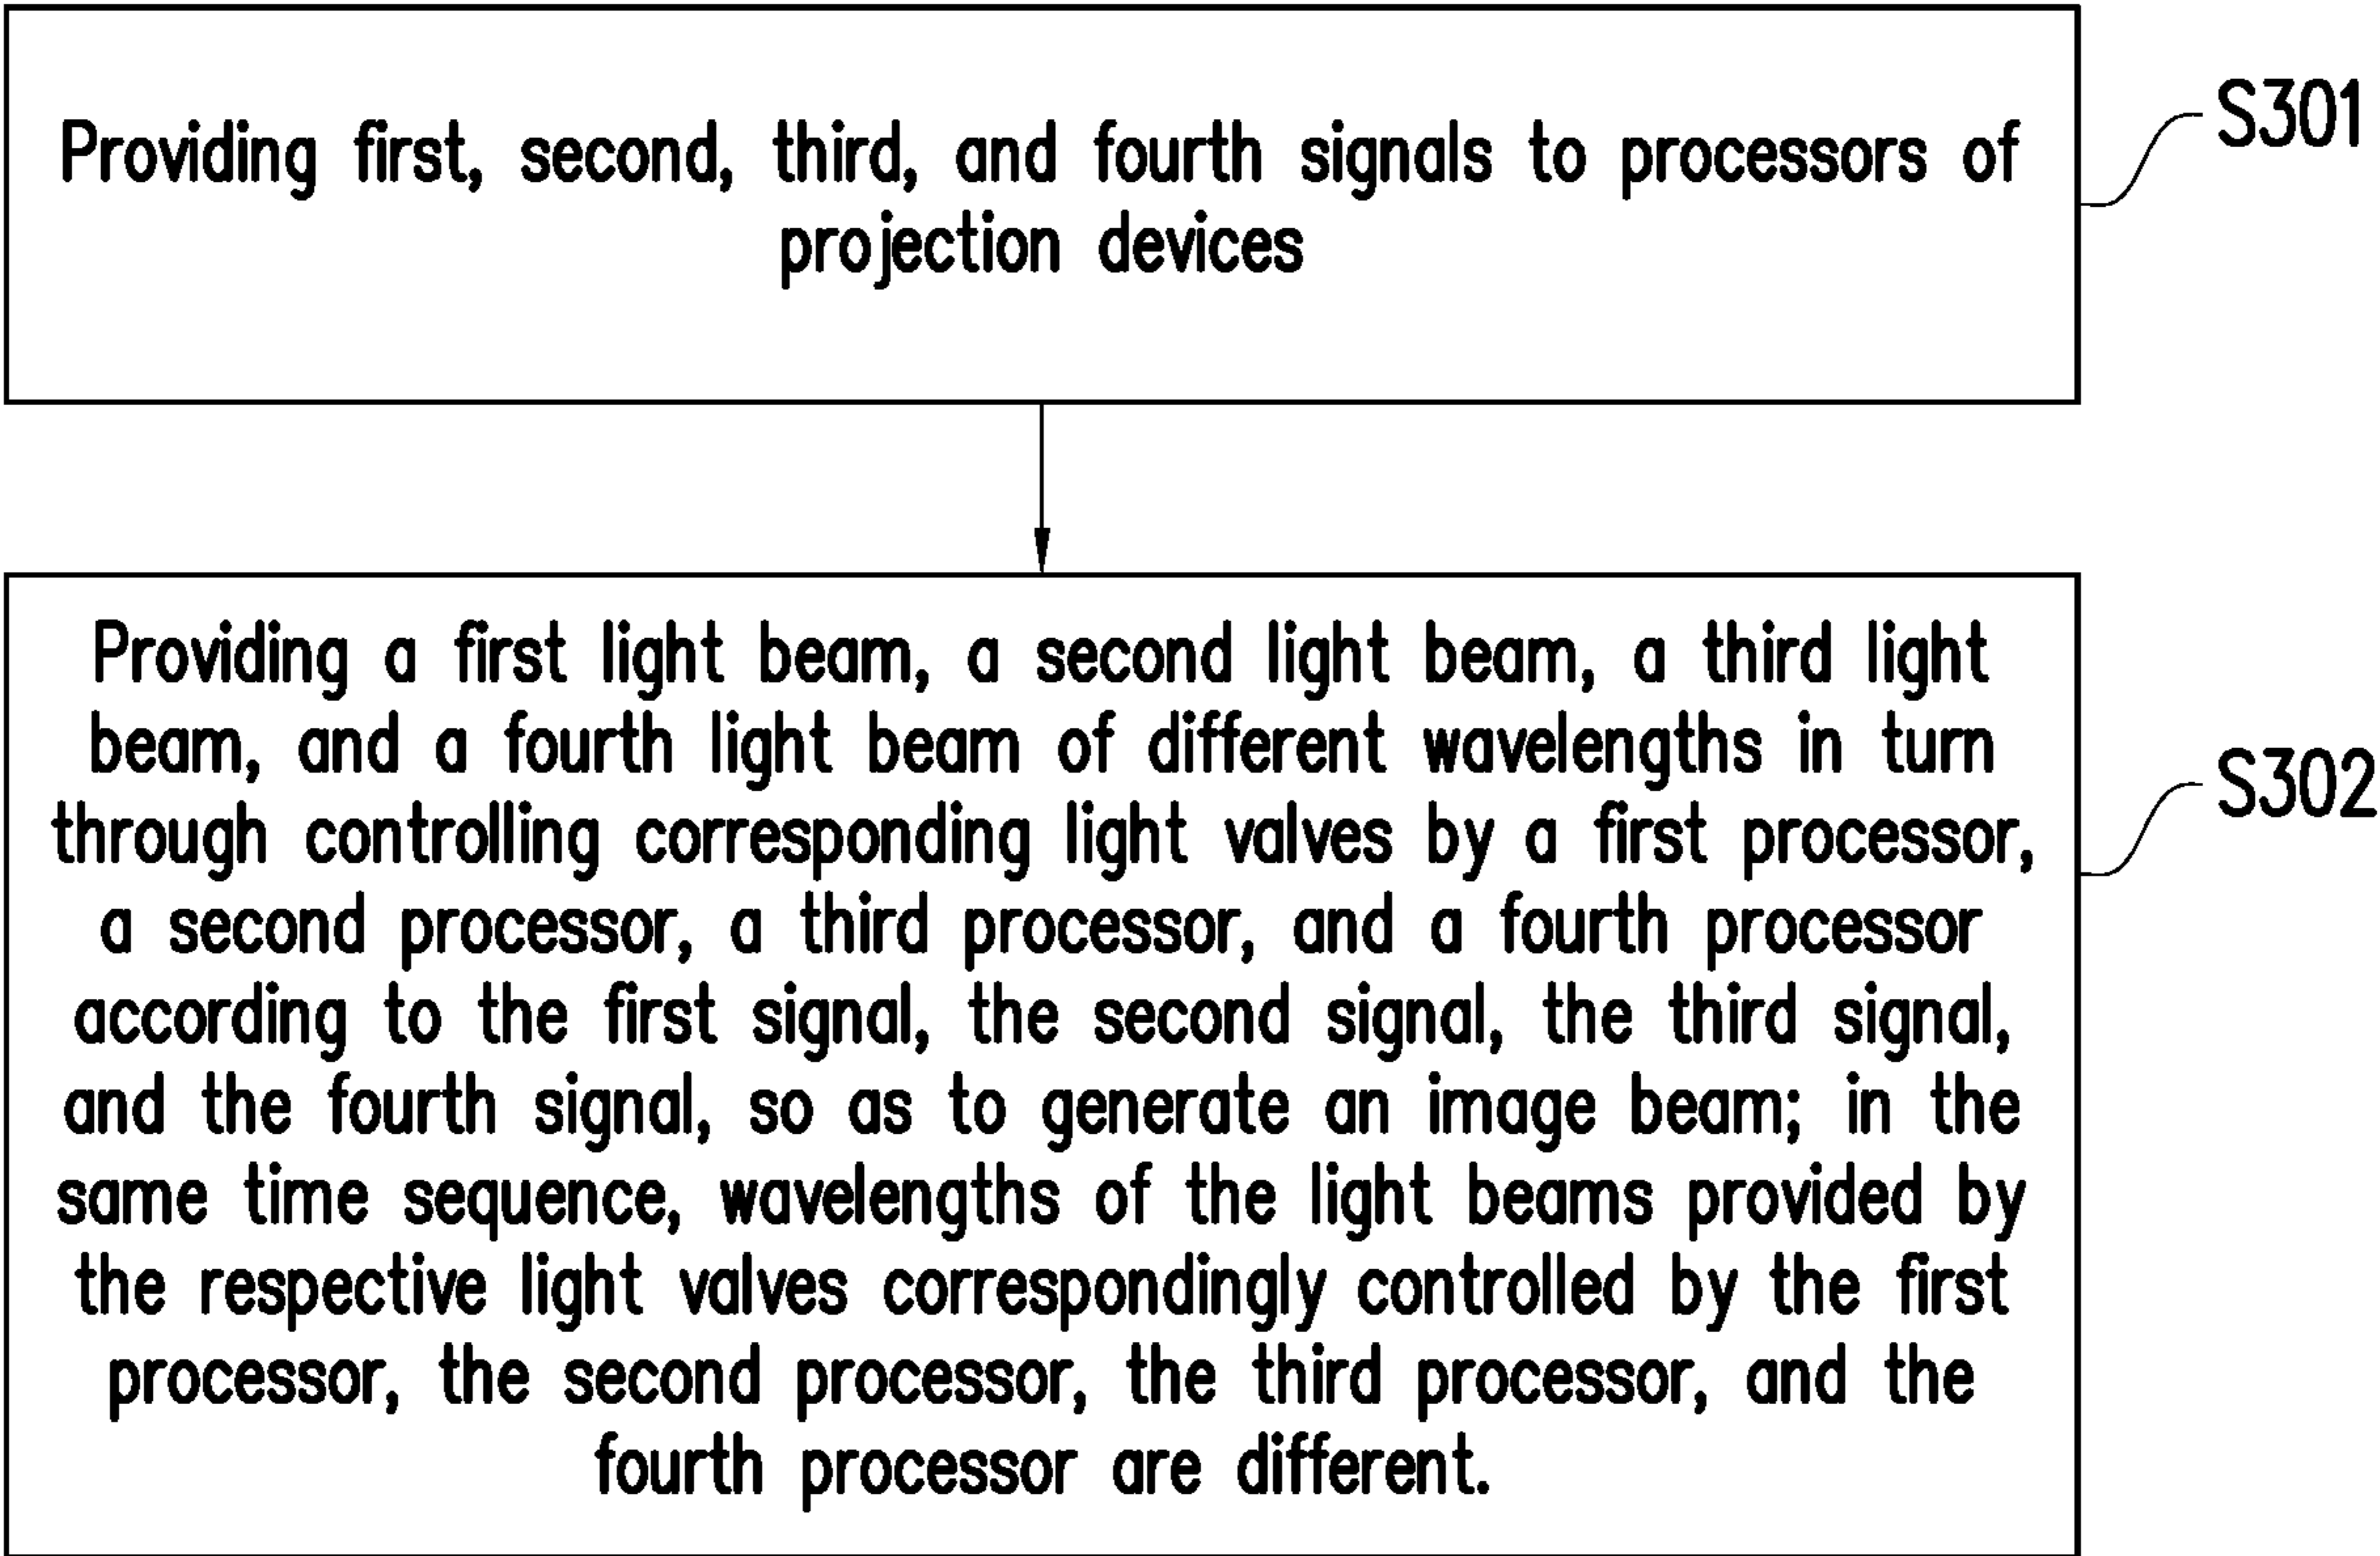 Providing first, second, third, and fourth signals to processors of
projection devices
S301
Providing a first light beam, a second light beam, a third light
beam, and a fourth light beam of different wavelengths in turn
through controlling corresponding light valves by a first processor,
a second processor, a third processor, and a fourth processor
according to the first signal, the second signal, the third signal,
and the fourth signal, so as to generate an image beam; in the
same time sequence, wavelengths of the light beams provided by
the respective light valves correspondingly controlled by the first
processor, the second processor, the third processor, and the
fourth processor are different.
S302